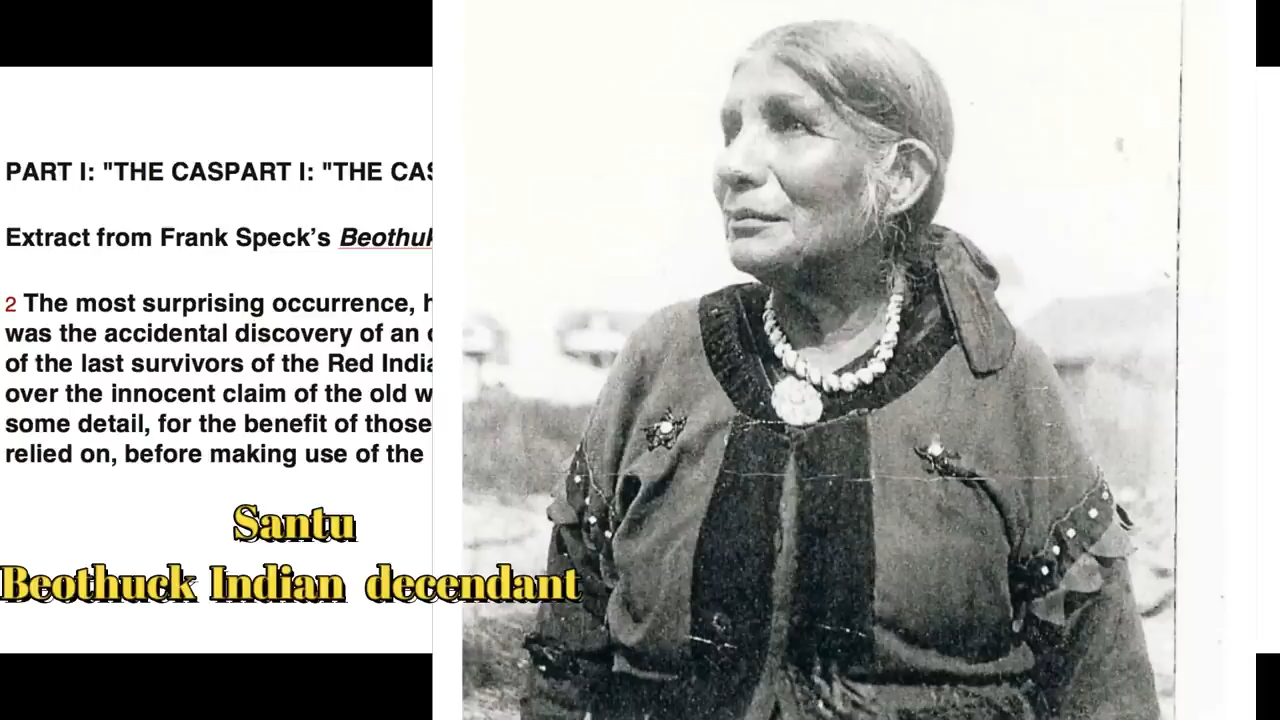 PART I: "THE CASPART I: "THE CAS
Extract from Frank Speck’s Beothuk
2 The most surprising occurrence, h
was the accidental discovery of an
of the last survivors of the Red India
over the innocent claim of the old w
some detail, for the benefit of those
relied on, before making use of the
Santu
Beothuck Indian decendant